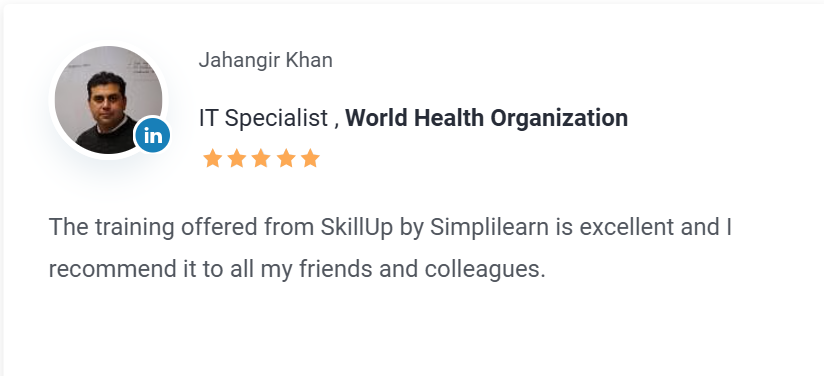 Jahangir Khan
IT Specialist , World Health Organization
in
The training offered from SkillUp by Simplilearn is excellent and I
recommend it to all my friends and colleagues.